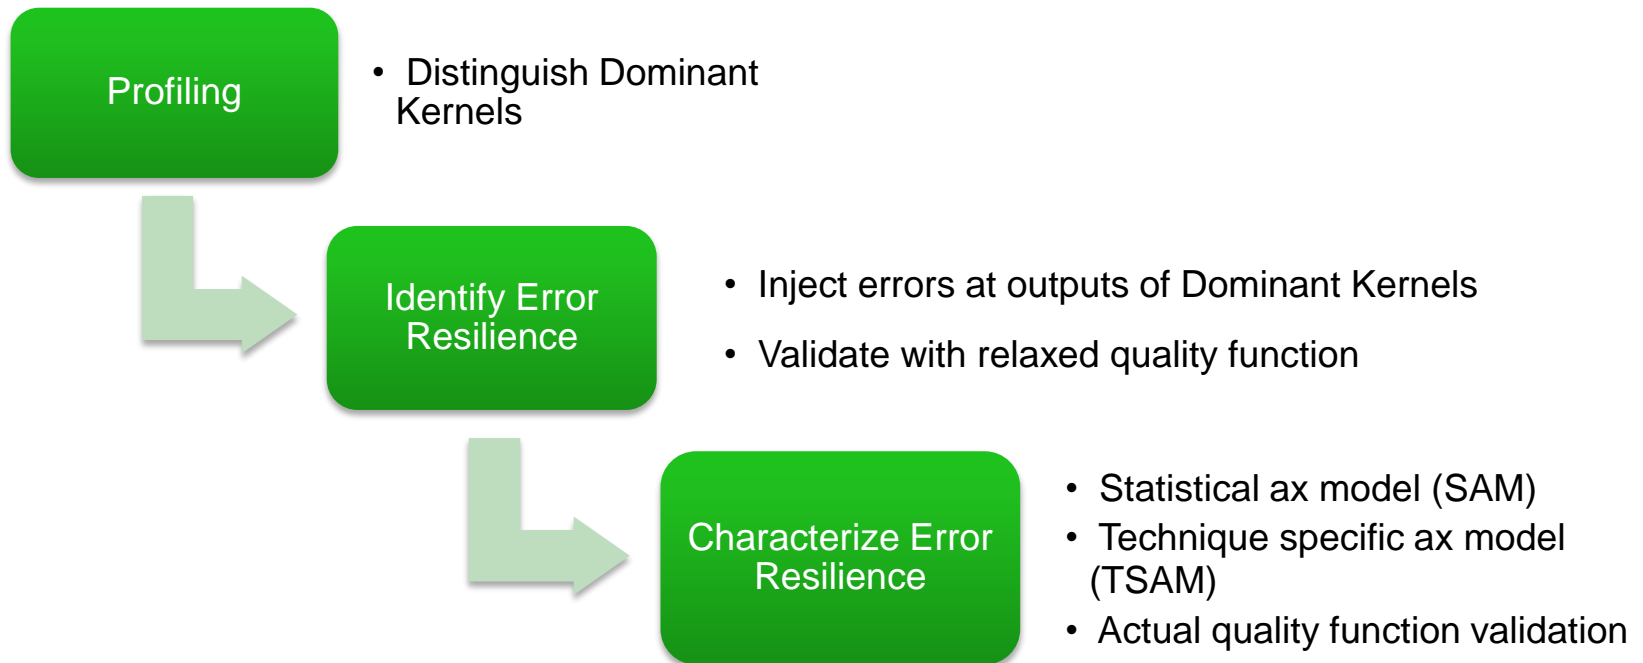 Profiling
• Distinguish Dominant
Kernels
Identify Error
Resilience
• Inject errors at outputs of Dominant Kernels
• Validate with relaxed quality function
Characterize Error
Resilience
• Statistical ax model (SAM)
• Technique specific ax model
(TSAM)
• Actual quality function validation